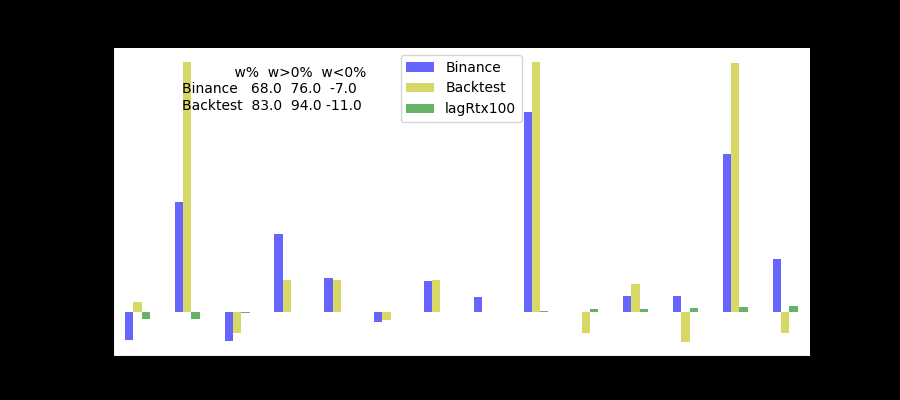 w%  w>0%  w<0%
Binance   68.0  76.0  -7.0
Backtest  83.0  94.0 -11.0
Binance
Backtest
lagRtx100